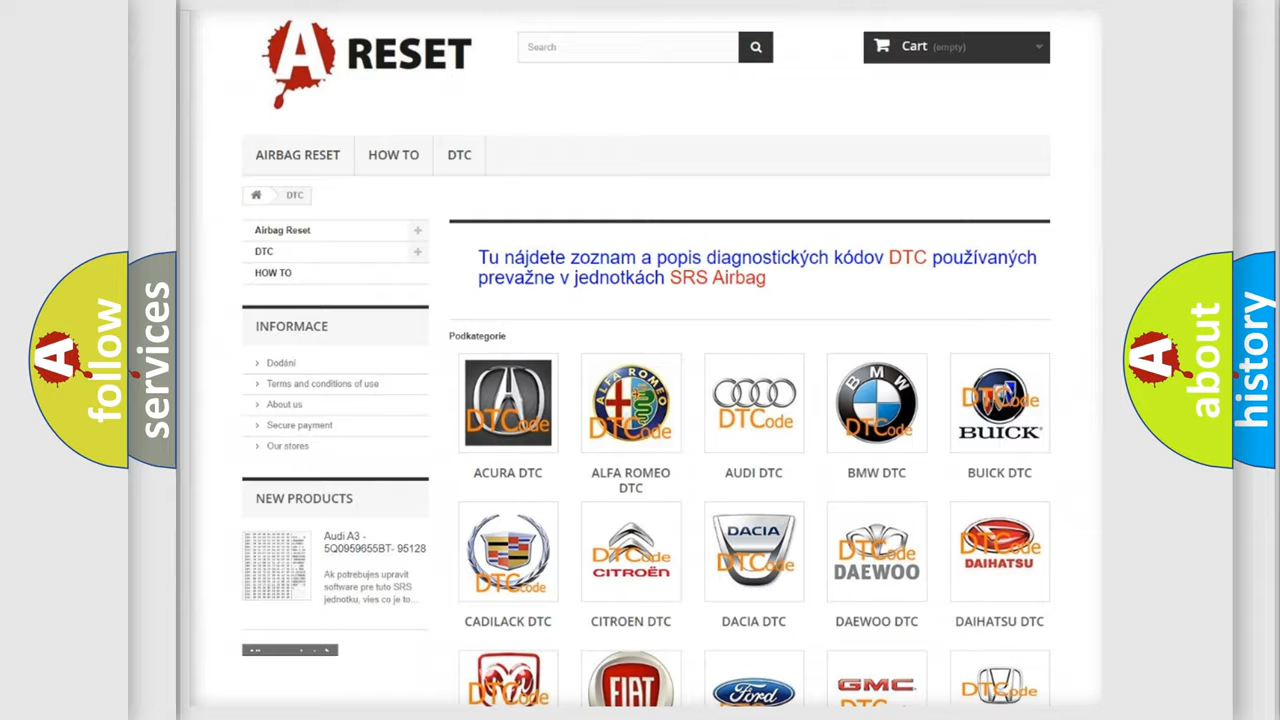 A RESET
Search
Cart (empty)
AIRBAG RESET
HOW TO
DTC
DTC
Airbag Reset
DTC
HOW TO
INFORMACE
Dodání
Terms and conditions of use
About us
Secure payment
Our stores
NEW PRODUCTS
Audi A3 -
5Q0959655BT- 95128
Ak potrebujes upravit
software pre tuto SRS
jednotku, vies co je to...
Tu nájdete zoznam a popis diagnostických kódov DTC používaných
prevažne v jednotkách SRS Airbag
Podkategorie
DTCode
ALFA ROMEO
DTCode
DTCode
BMW
DTCode
DTCode
BUICK
ACURA DTC
ALFA ROMEO
DTC
AUDI DTC
BMW DTC
BUICK DTC
DTCode
DTCode
CITROËN
DACIA
DTCode
DTCode
DAEWOO
DTCode
DAIHATSU
CADILACK DTC
CITROEN DTC
DACIA DTC
DAEWOO DTC
DAIHATSU DTC
DTCode
FIAT
Ford
GMC
DTCode
A follow
services
A about
history